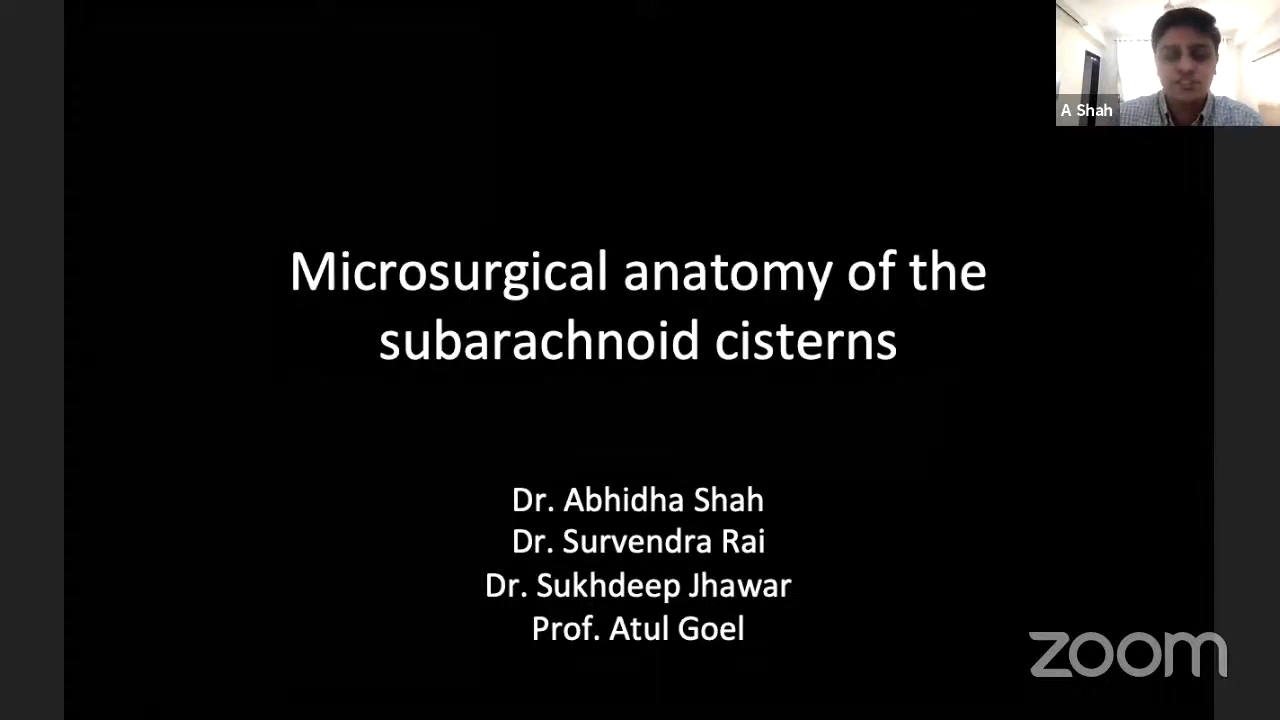 A Shah
Microsurgical anatomy of the
subarachnoid cisterns
Dr. Abhidha Shah
Dr. Survendra Rai
Dr. Sukhdeep Jhawar
Prof. Atul Goel
zoom